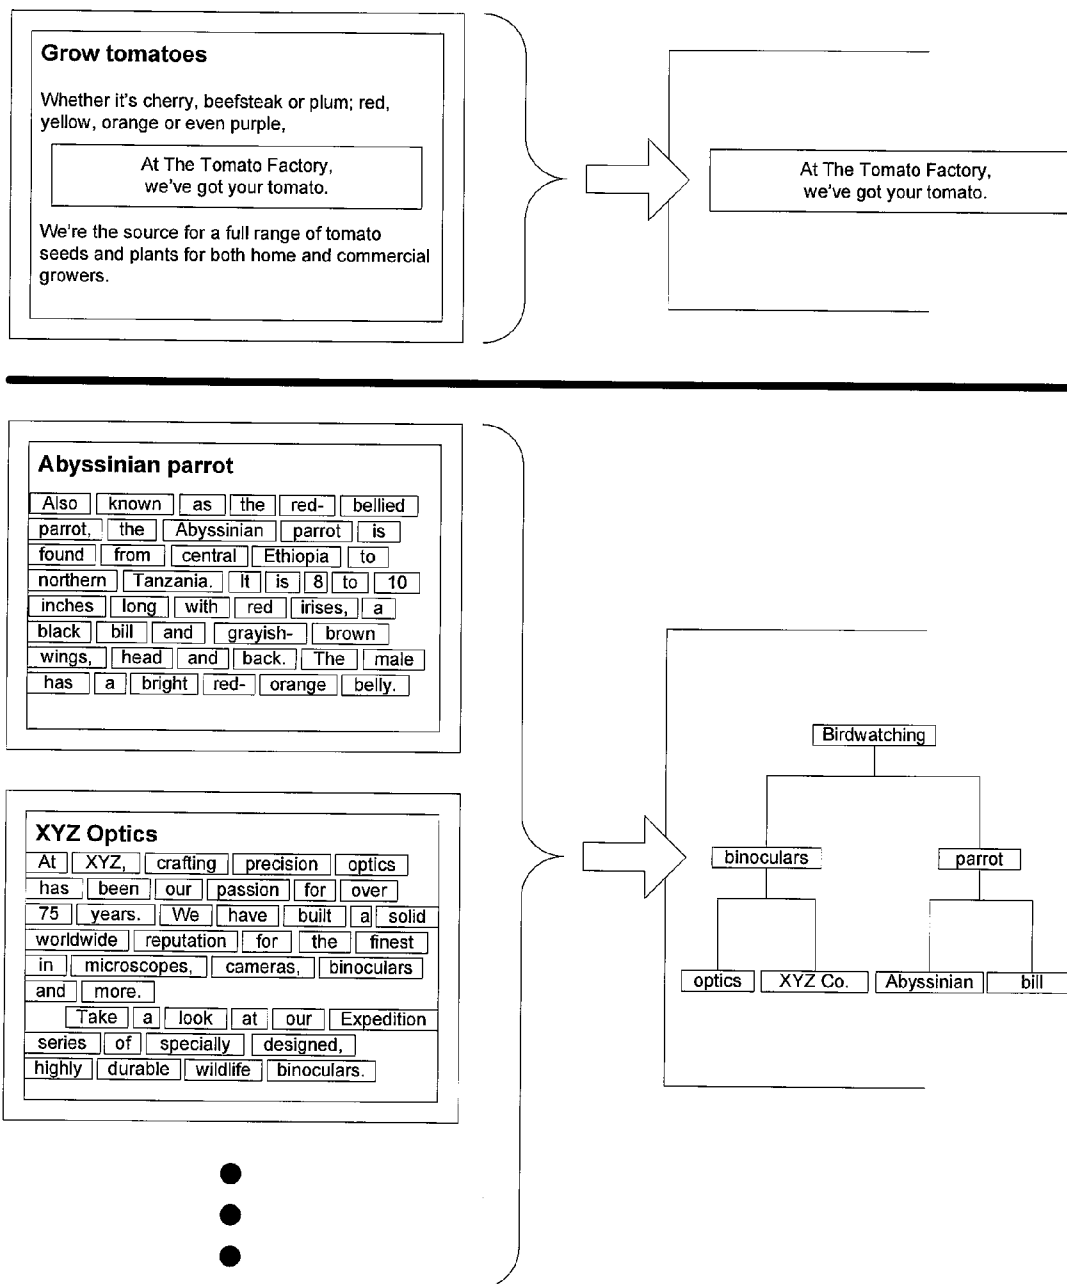 Grow tomatoes
Whether it's cherry, beefsteak or plum; red,
yellow, orange or even purple,
At The Tomato Factory,
we've got your tomato.
We're the source for a full range of tomato
seeds and plants for both home and commercial
growers.
At The Tomato Factory,
we've got your tomato.
Abyssinian parrot
Also known as the red- bellied
parrot, the Abyssinian parrot is
found from central Ethiopia to
northern Tanzania. It is 8 to 10
inches long with red irises, a
black bill and grayish- brown
wings, head and back. The male
has a bright red- orange belly.
XYZ Optics
At XYZ, crafting precision optics
has been our passion for over
75 years. We have built a solid
worldwide reputation for the finest
in microscopes, cameras, binoculars
and more.
Take a look at our Expedition
series of specially designed,
highly durable wildlife binoculars.
Birdwatching
binoculars parrot
optics XYZ Co. Abyssinian bill